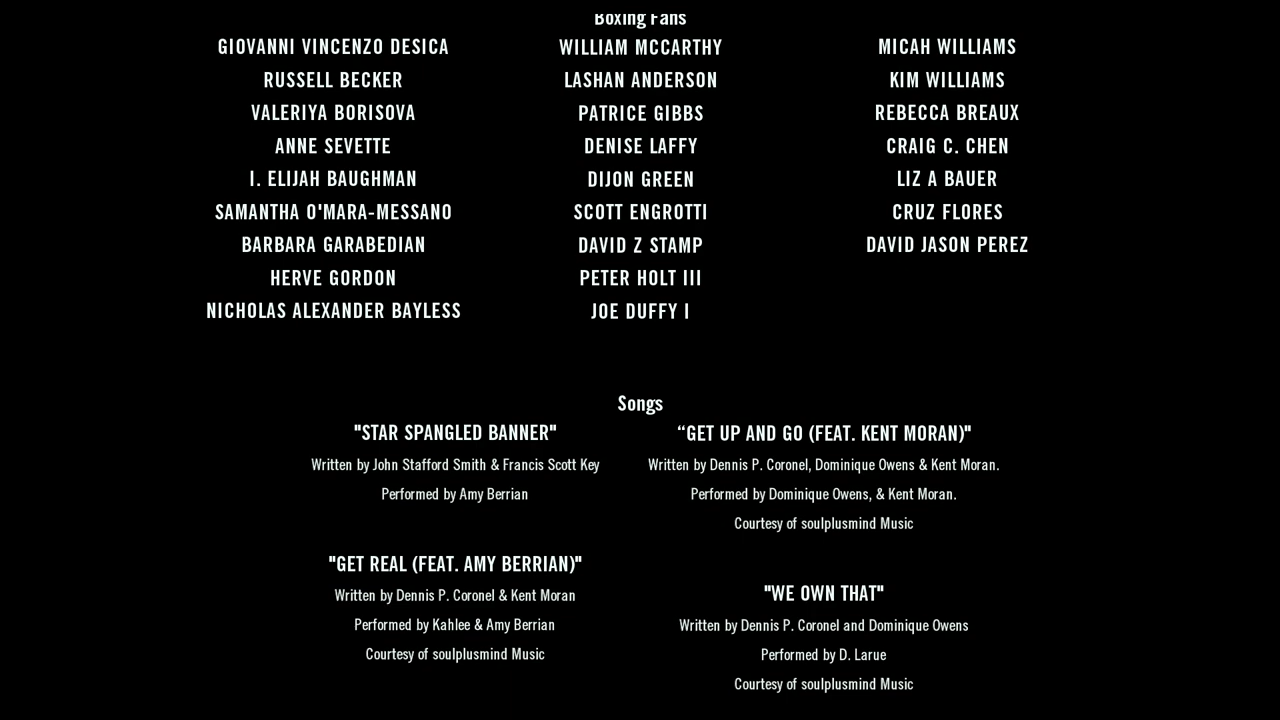 Boxing Fans
GIOVANNI VINCENZO DESICA
RUSSELL BECKER
VALERIYA BORISOVA
ANNE SEVETTE
I. ELIJAH BAUGHMAN
SAMANTHA O'MARA-MESSANO
BARBARA GARABEDIAN
HERVE GORDON
NICHOLAS ALEXANDER BAYLESS
WILLIAM MCCARTHY
LASHAN ANDERSON
PATRICE GIBBS
DENISE LAFFY
DIJON GREEN
SCOTT ENGROTTI
DAVID Z STAMP
PETER HOLT III
JOE DUFFY I
MICAH WILLIAMS
KIM WILLIAMS
REBECCA BREAUX
CRAIG C. CHEN
LIZ A BAUER
CRUZ FLORES
DAVID JASON PEREZ
Songs
"STAR SPANGLED BANNER"
Written by John Stafford Smith & Francis Scott Key
Performed by Amy Berrian
"GET REAL (FEAT. AMY BERRIAN)"
Written by Dennis P. Coronel & Kent Moran
Performed by Kahlee & Amy Berrian
Courtesy of soulplusmind Music
“GET UP AND GO (FEAT. KENT MORAN)"
Written by Dennis P. Coronel, Dominique Owens & Kent Moran.
Performed by Dominique Owens, & Kent Moran.
Courtesy of soulplusmind Music
"WE OWN THAT"
Written by Dennis P. Coronel and Dominique Owens
Performed by D. Larue
Courtesy of soulplusmind Music